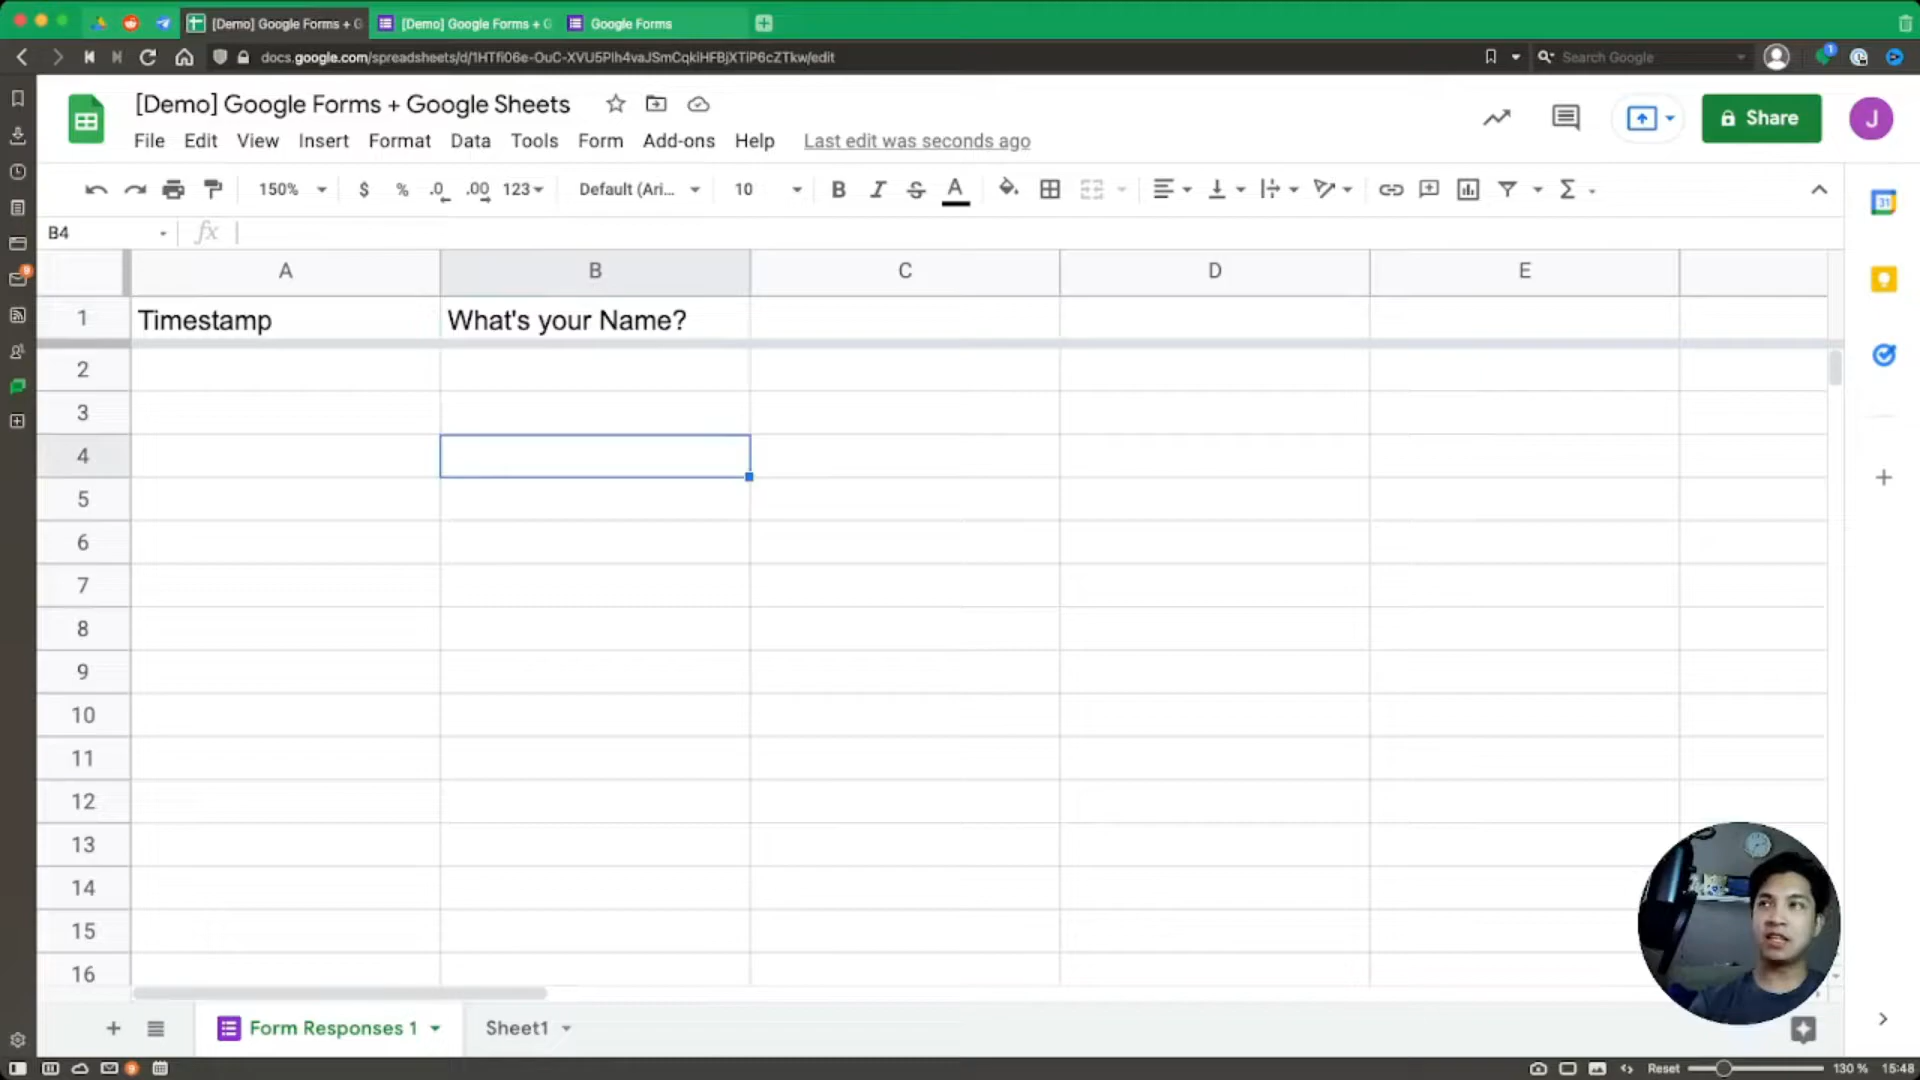 [Demo] Google Forms + G
[Demo] Google Forms + G
Google Forms
docs.google.com/spreadsheets/d/1HTfi06e-OuC-XVU5Plh4vaJSmCqkiHFBjXTiP6cZTkw/edit
Search Google
1
[Demo] Google Forms + Google Sheets
Share
J
File Edit View Insert Format Data Tools Form Add-ons Help Last edit was seconds ago
150% $ % .0 .00 123 Default (Ari... 10 B I S A Σ
31
B4 fx
A B C D E
9
1 Timestamp What's your Name?
2
3
4
5
6
7
8
9
10
11
12
13
14
15
16
Form Responses 1 Sheet1
9 Reset 130 % 15:48